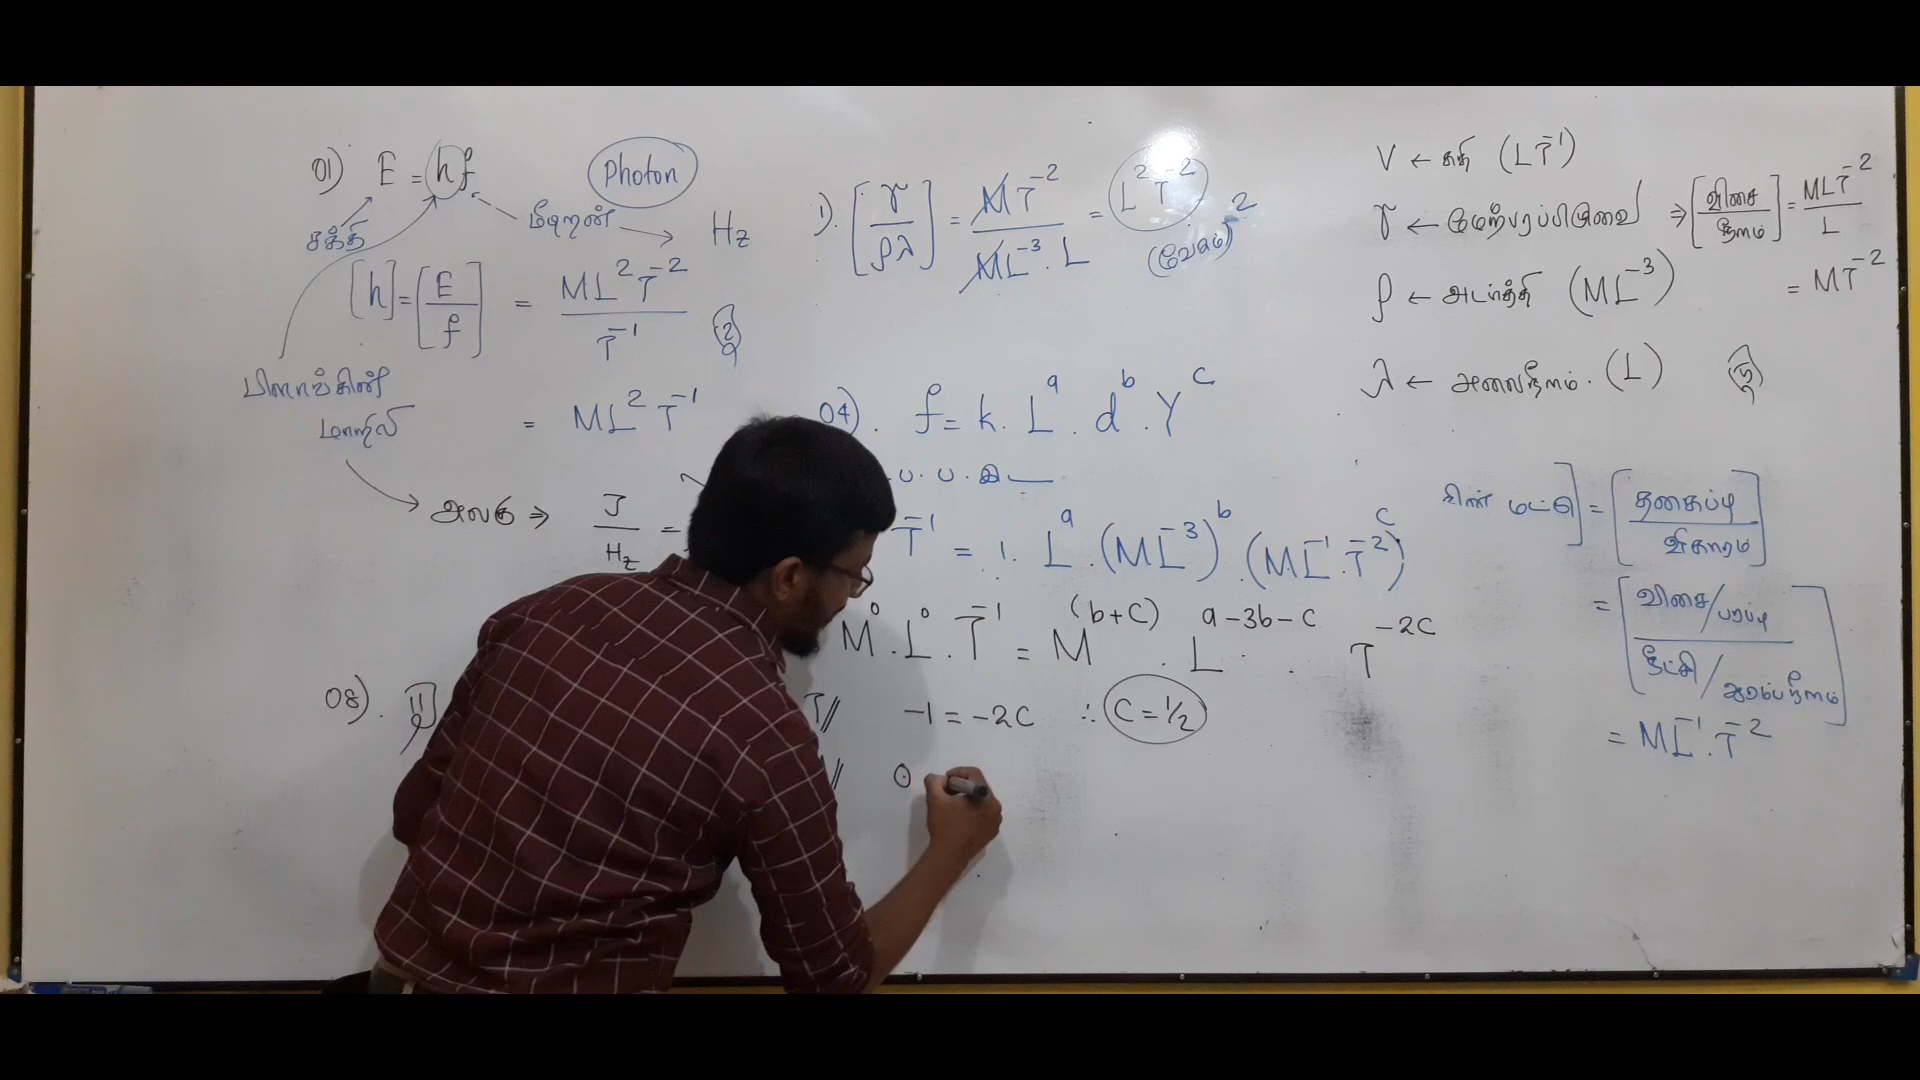 01) E = hf
Photon
சக்தி
மீடிறன் → Hz
[h] = [E/f] = ML²T⁻² / T⁻¹
(2)
பிளாங்கின்
மாறிலி
= ML²T⁻¹
அலகு ⇒ J/Hz =
08).
1). [γ/ρλ] = MT⁻² / ML⁻³ . L = L²T⁻²
(வேகம்)²
04). f = k . Lᵃ . dᵇ . Yᶜ
ப . ப . இ
T⁻¹ = 1 . Lᵃ . (ML⁻³)ᵇ . (ML⁻¹.T⁻²)ᶜ
M⁰ . L⁰ . T⁻¹ = M^(b+c) . L^(a-3b-c) . T^(-2c)
T// -1 = -2c ∴ c = 1/2
// 0
V ← கதி (LT⁻¹)
γ ← மேற்பரப்பிழுவை ⇒ [விசை/நீளம்] = MLT⁻² / L
= MT⁻²
ρ ← அடர்த்தி (ML⁻³)
λ ← அலைநீளம். (L)
யின் மட்டு] = [தகைப்பு/விகாரம்]
= [விசை/பரப்பு / நீட்சி/ஆரம்பநீளம்]
= ML⁻¹.T⁻²